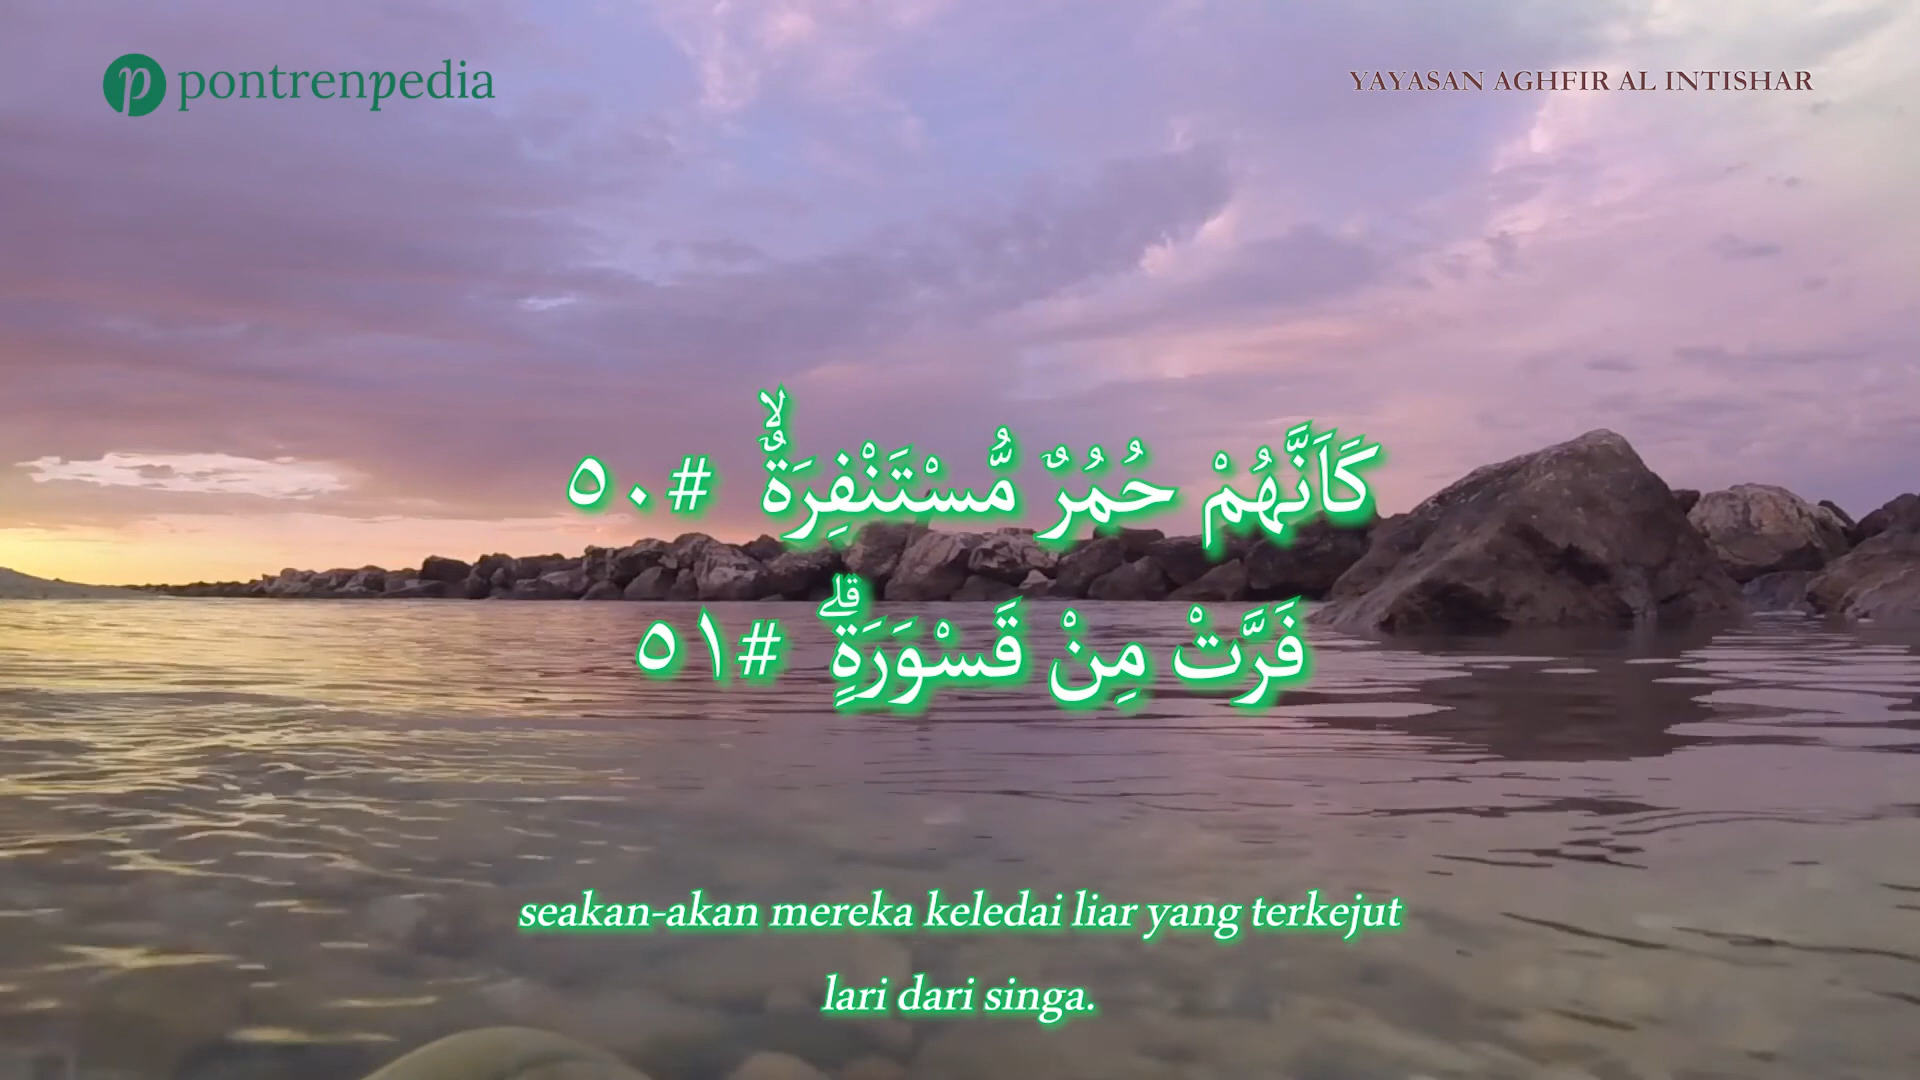 pontrenpedia
YAYASAN AGHFIR AL INTISHAR
كَاَنَّهُمْ حُمُرٌ مُّسْتَنْفِرَةٌۙ #٥٠
فَرَّتْ مِنْ قَسْوَرَةٍۗ #٥١
seakan-akan mereka keledai liar yang terkejut
lari dari singa.